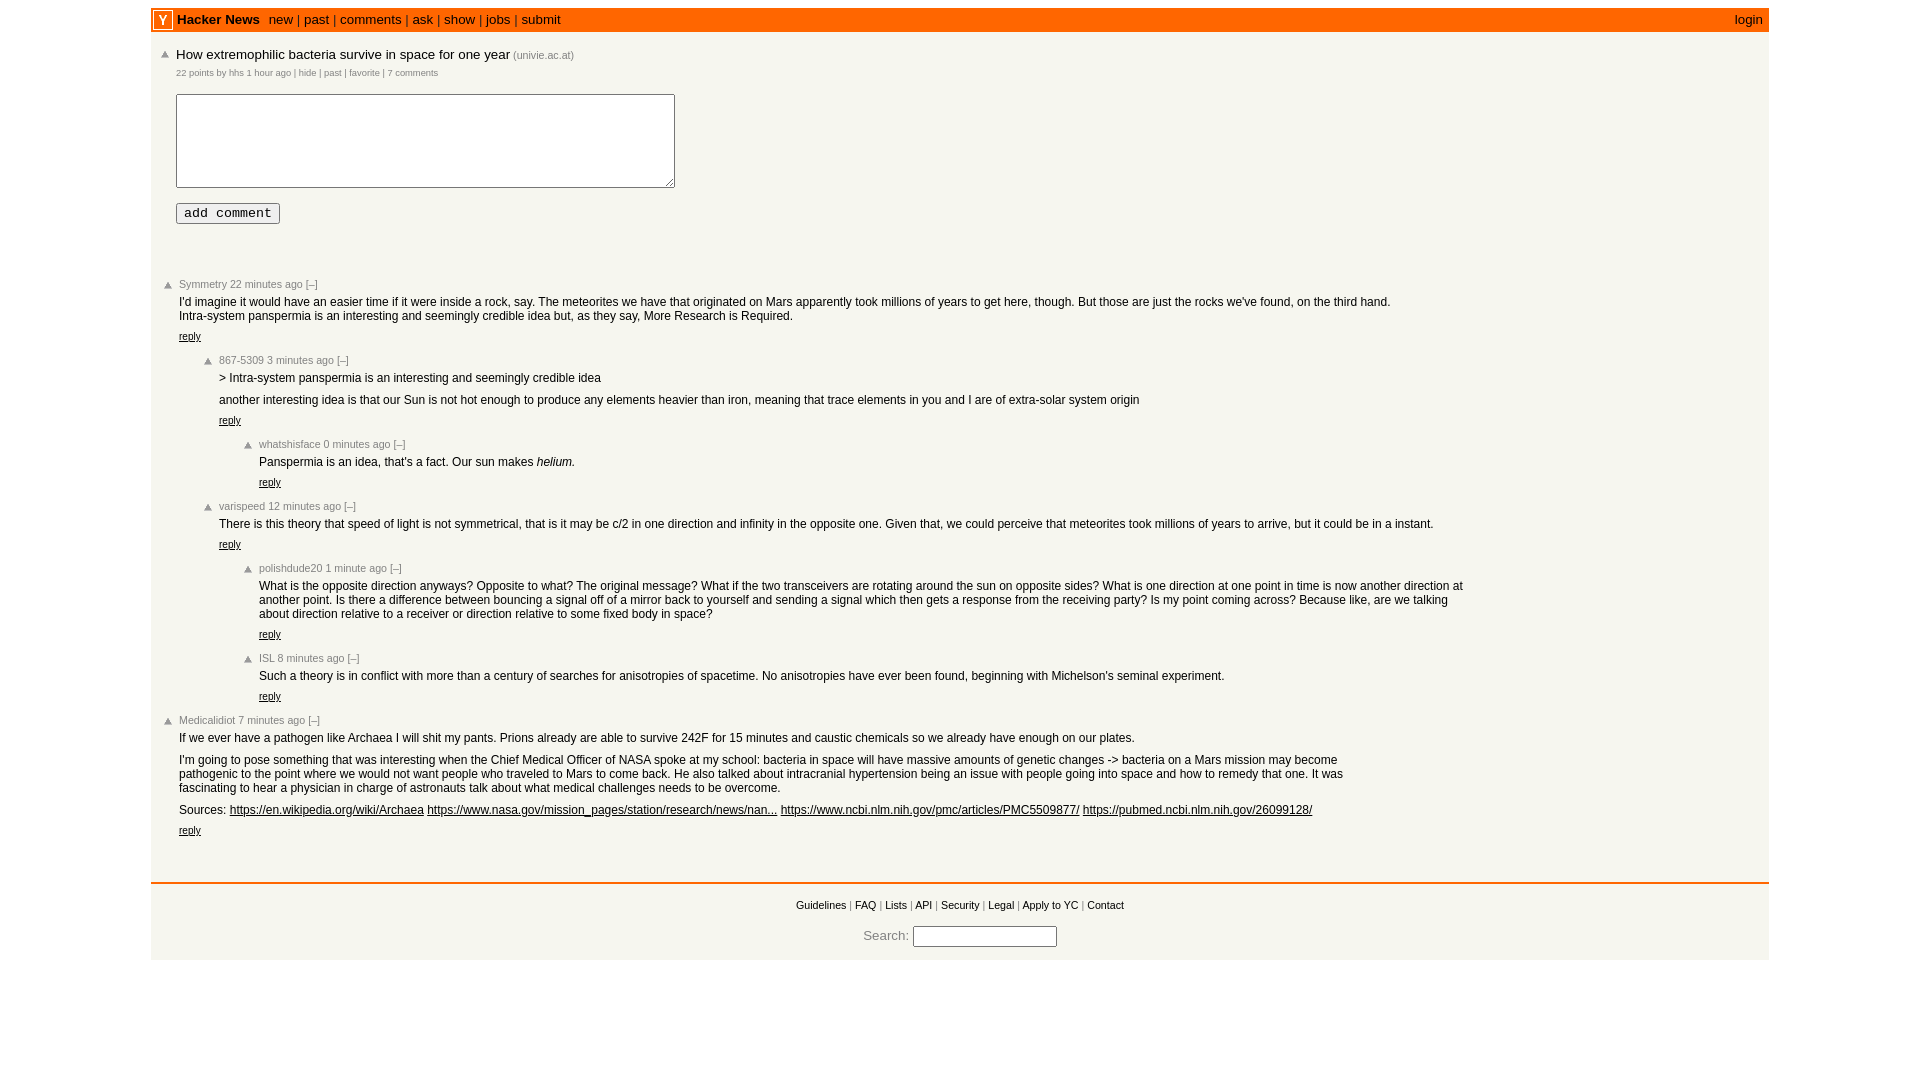 Y Hacker News new | past | comments | ask | show | jobs | submit login
How extremophilic bacteria survive in space for one year (univie.ac.at)
22 points by hhs 1 hour ago | hide | past | favorite | 7 comments
add comment
Symmetry 22 minutes ago [–]
I'd imagine it would have an easier time if it were inside a rock, say. The meteorites we have that originated on Mars apparently took millions of years to get here, though. But those are just the rocks we've found, on the third hand.
Intra-system panspermia is an interesting and seemingly credible idea but, as they say, More Research is Required.
reply
867-5309 3 minutes ago [–]
> Intra-system panspermia is an interesting and seemingly credible idea
another interesting idea is that our Sun is not hot enough to produce any elements heavier than iron, meaning that trace elements in you and I are of extra-solar system origin
reply
whatshisface 0 minutes ago [–]
Panspermia is an idea, that's a fact. Our sun makes helium.
reply
varispeed 12 minutes ago [–]
There is this theory that speed of light is not symmetrical, that is it may be c/2 in one direction and infinity in the opposite one. Given that, we could perceive that meteorites took millions of years to arrive, but it could be in a instant.
reply
polishdude20 1 minute ago [–]
What is the opposite direction anyways? Opposite to what? The original message? What if the two transceivers are rotating around the sun on opposite sides? What is one direction at one point in time is now another direction at
another point. Is there a difference between bouncing a signal off of a mirror back to yourself and sending a signal which then gets a response from the receiving party? Is my point coming across? Because like, are we talking
about direction relative to a receiver or direction relative to some fixed body in space?
reply
ISL 8 minutes ago [–]
Such a theory is in conflict with more than a century of searches for anisotropies of spacetime. No anisotropies have ever been found, beginning with Michelson's seminal experiment.
reply
Medicalidiot 7 minutes ago [–]
If we ever have a pathogen like Archaea I will shit my pants. Prions already are able to survive 242F for 15 minutes and caustic chemicals so we already have enough on our plates.
I'm going to pose something that was interesting when the Chief Medical Officer of NASA spoke at my school: bacteria in space will have massive amounts of genetic changes -> bacteria on a Mars mission may become
pathogenic to the point where we would not want people who traveled to Mars to come back. He also talked about intracranial hypertension being an issue with people going into space and how to remedy that one. It was
fascinating to hear a physician in charge of astronauts talk about what medical challenges needs to be overcome.
Sources: https://en.wikipedia.org/wiki/Archaea https://www.nasa.gov/mission_pages/station/research/news/nan... https://www.ncbi.nlm.nih.gov/pmc/articles/PMC5509877/ https://pubmed.ncbi.nlm.nih.gov/26099128/
reply
Guidelines | FAQ | Lists | API | Security | Legal | Apply to YC | Contact
Search: